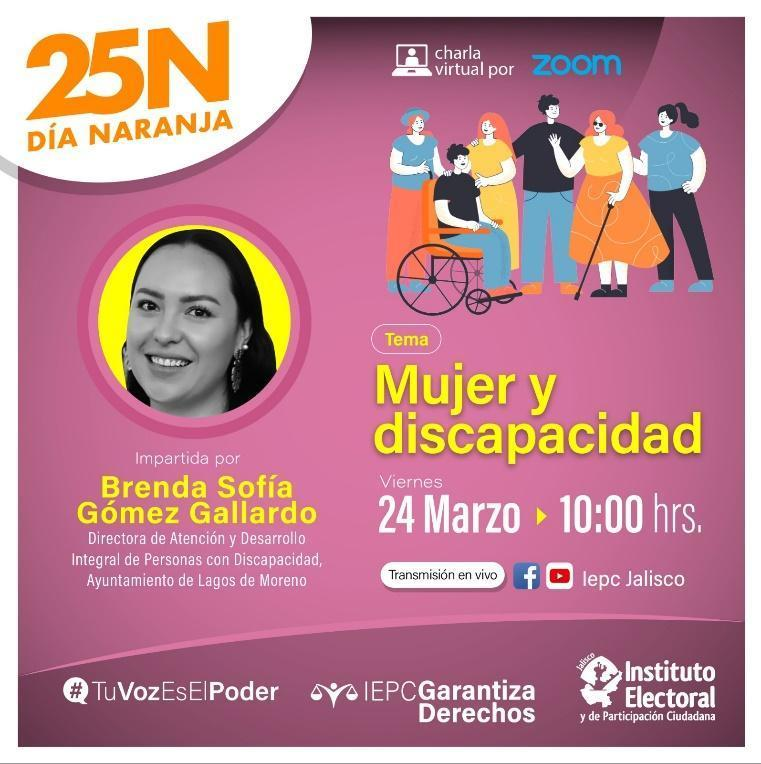 25N
DÍA NARANJA
charla
virtual por
zoom
Impartida por
Brenda Sofía
Gómez Gallardo
Directora de Atención y Desarrollo
Integral de Personas con Discapacidad,
Ayuntamiento de Lagos de Moreno
Tema
Mujer y
discapacidad
Viernes
24 Marzo 10:00 hrs.
Transmisión en vivo Iepc Jalisco
#TuVozEsElPoder
IEPCGarantiza
Derechos
Jalisco
Instituto
Electoral
y de Participación Ciudadana